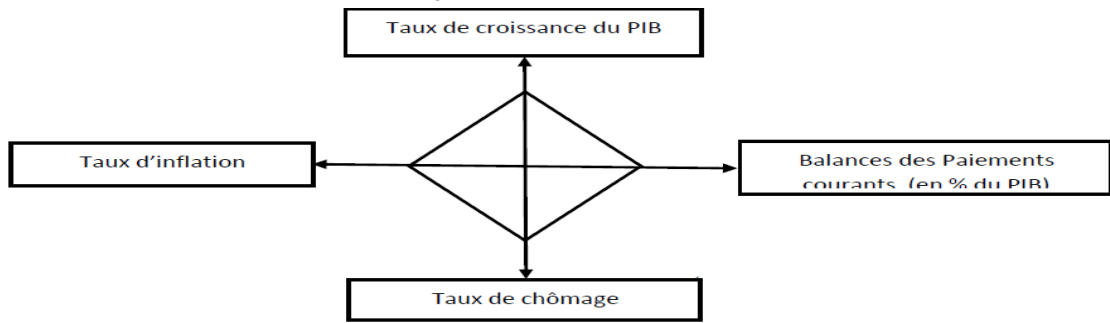 Taux de croissance du PIB
Taux d'inflation
Balances des Paiements
courants (en % du PIB)
Taux de chômage